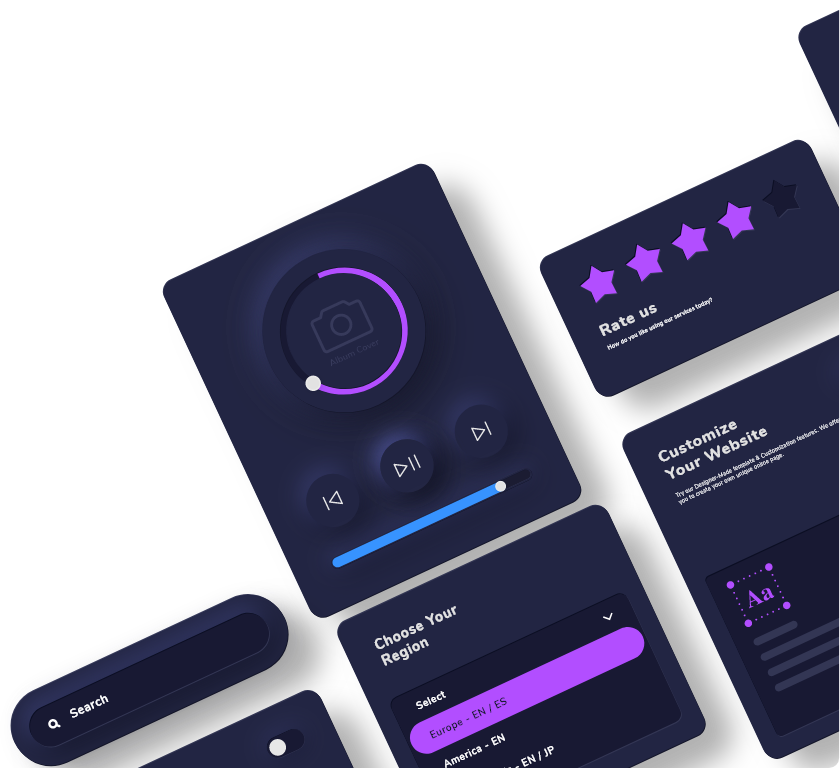 Album Cover
Rate us
How do you like using our services today?
Customize
Your Website
Try our Designer-Made Template & Customization features. We offer
you to create your own unique online page.
Aa
Choose Your
Region
Select
Europe - EN / ES
America - EN
- EN / JP
Search